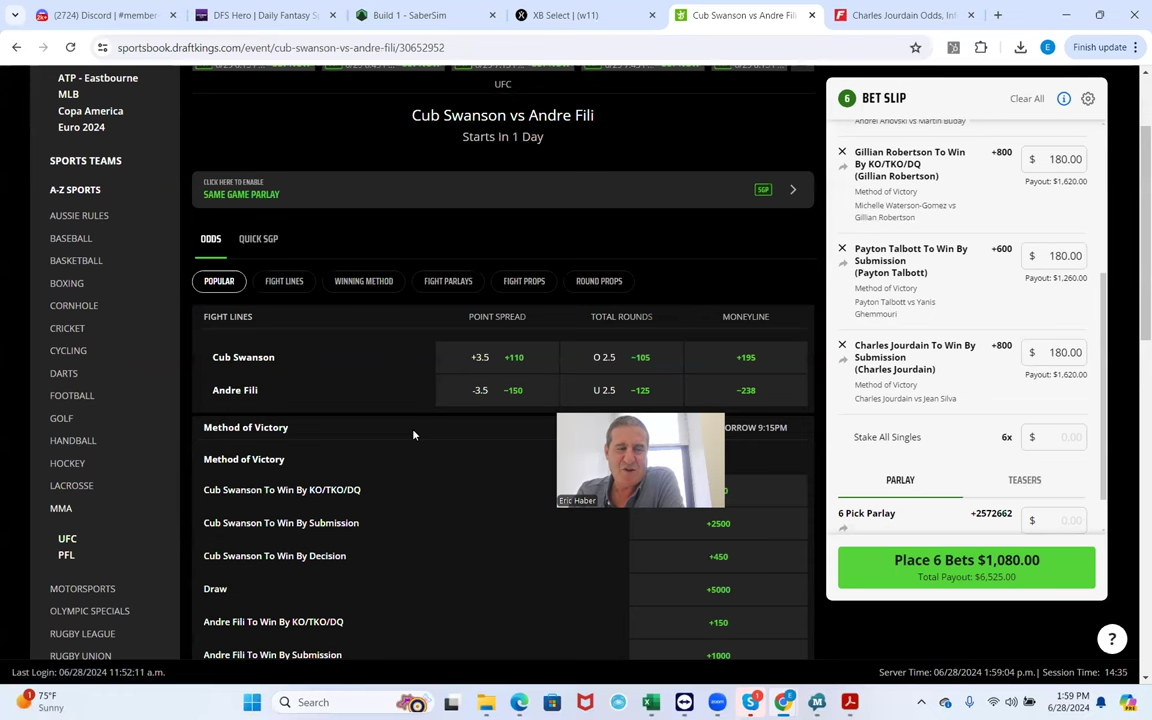 (2724) Discord | #member
DFS Hero | Daily Fantasy S
Build 1 - SaberSim
XB Select | (w11)
Cub Swanson vs Andre Fili
Charles Jourdain Odds, Int
sportsbook.draftkings.com/event/cub-swanson-vs-andre-fili/30652952
E
Finish update
ATP - Eastbourne
MLB
Copa America
Euro 2024
SPORTS TEAMS
A-Z SPORTS
AUSSIE RULES
BASEBALL
BASKETBALL
BOXING
CORNHOLE
CRICKET
CYCLING
DARTS
FOOTBALL
GOLF
HANDBALL
HOCKEY
LACROSSE
MMA
UFC
PFL
MOTORSPORTS
OLYMPIC SPECIALS
RUGBY LEAGUE
RUGBY UNION
UFC
Cub Swanson vs Andre Fili
Starts In 1 Day
CLICK HERE TO ENABLE
SAME GAME PARLAY
SGP
ODDS QUICK SGP
POPULAR FIGHT LINES WINNING METHOD FIGHT PARLAYS FIGHT PROPS ROUND PROPS
FIGHT LINES POINT SPREAD TOTAL ROUNDS MONEYLINE
Cub Swanson +3.5 +110 O 2.5 −105 +195
Andre Fili -3.5 −150 U 2.5 −125 −238
Method of Victory ORROW 9:15PM
Method of Victory
Cub Swanson To Win By KO/TKO/DQ
Cub Swanson To Win By Submission +2500
Cub Swanson To Win By Decision +450
Draw +5000
Andre Fili To Win By KO/TKO/DQ +150
Andre Fili To Win By Submission +1000
Eric Haber
6 BET SLIP Clear All
Andrei Arlovski vs Martin Buday
Gillian Robertson To Win By KO/TKO/DQ
(Gillian Robertson)
+800 $ 180.00
Payout: $1,620.00
Method of Victory
Michelle Waterson-Gomez vs
Gillian Robertson
Payton Talbott To Win By Submission
(Payton Talbott)
+600 $ 180.00
Payout: $1,260.00
Method of Victory
Payton Talbott vs Yanis
Ghemmouri
Charles Jourdain To Win By Submission
(Charles Jourdain)
+800 $ 180.00
Payout: $1,620.00
Method of Victory
Charles Jourdain vs Jean Silva
Stake All Singles 6x $ 0.00
PARLAY TEASERS
6 Pick Parlay +2572662 $ 0.00
Place 6 Bets $1,080.00
Total Payout: $6,525.00
?
Last Login: 06/28/2024 11:52:11 a.m.
Server Time: 06/28/2024 1:59:04 p.m. | Session Time: 14:35
75°F
Sunny
Search
1:59 PM
6/28/2024